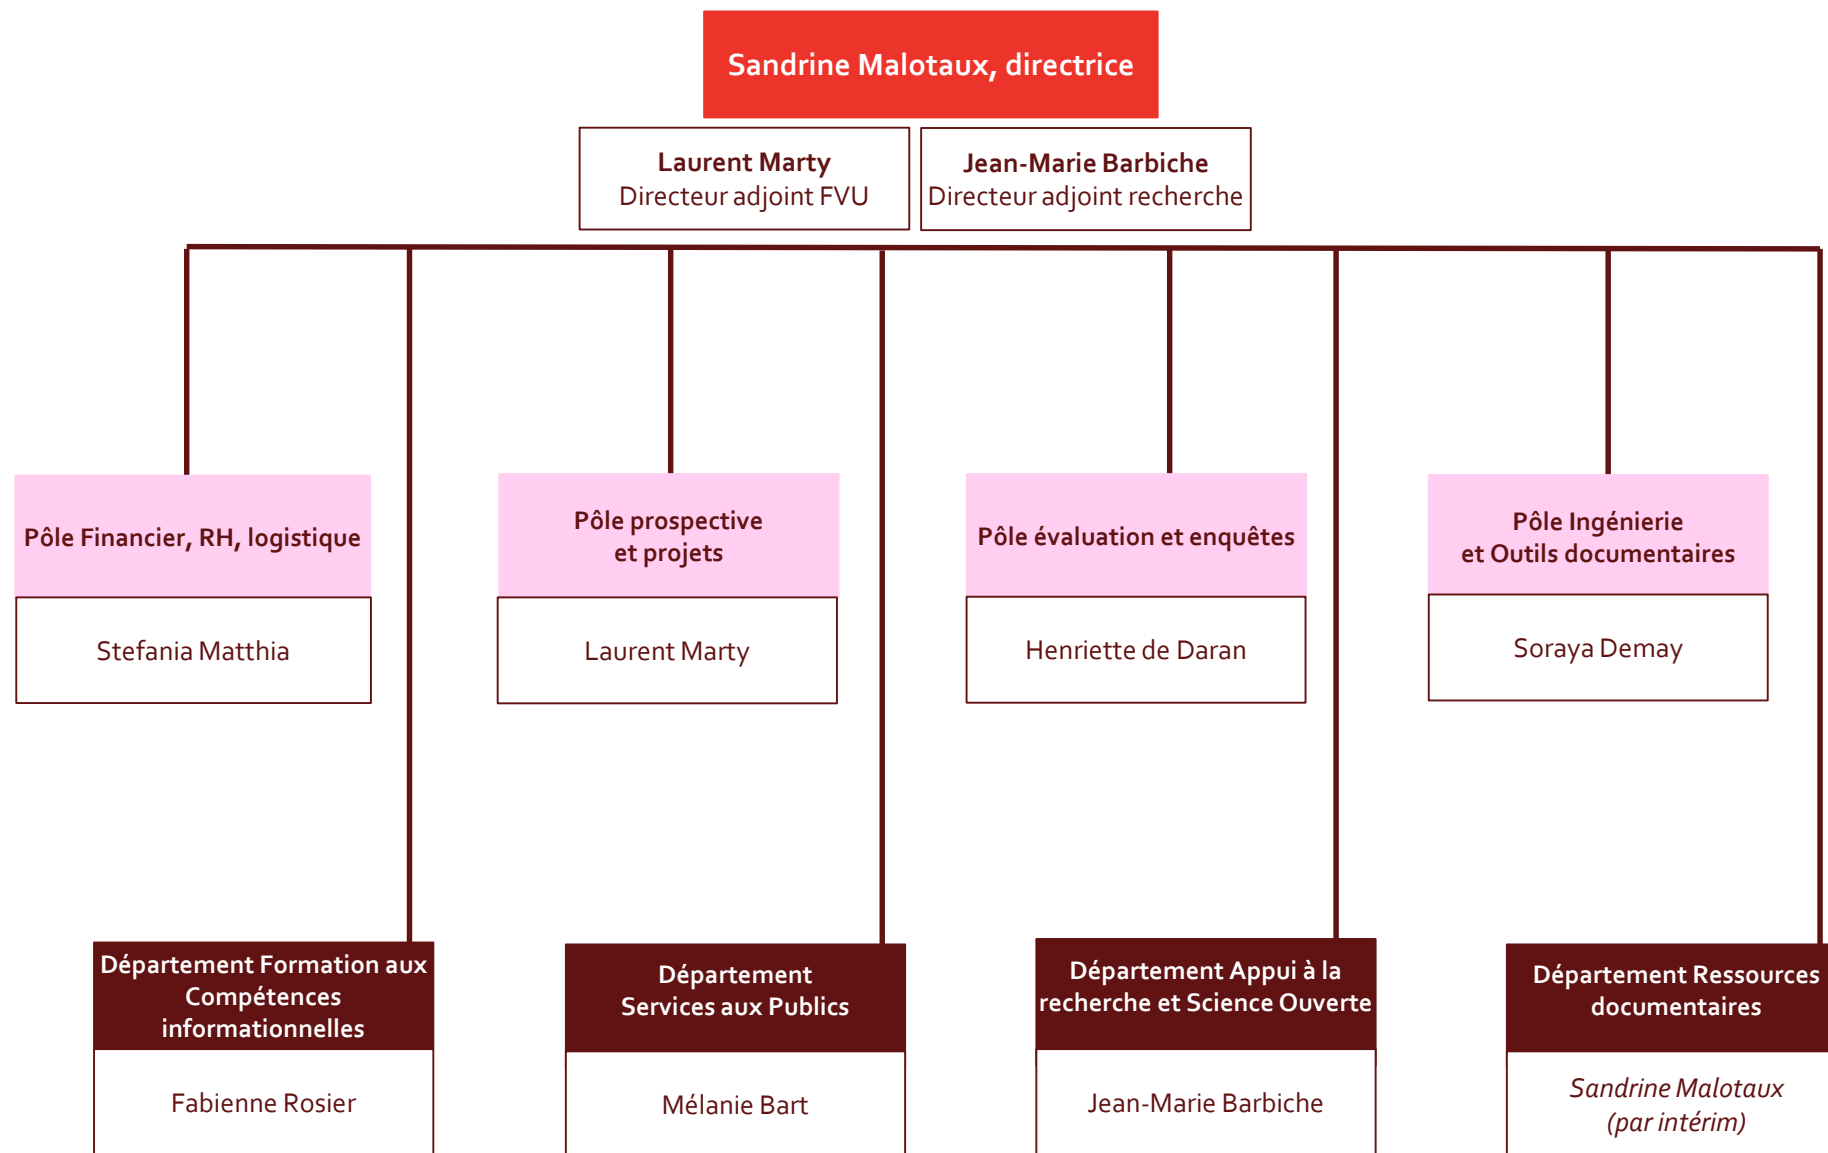 Sandrine Malotaux, directrice
Laurent Marty
Directeur adjoint FVU
Jean-Marie Barbiche
Directeur adjoint recherche
Pôle Financier, RH, logistique
Stefania Matthia
Pôle prospective
et projets
Laurent Marty
Pôle évaluation et enquêtes
Henriette de Daran
Pôle Ingénierie
et Outils documentaires
Soraya Demay
Département Formation aux
Compétences
informationnelles
Fabienne Rosier
Département
Services aux Publics
Mélanie Bart
Département Appui à la
recherche et Science Ouverte
Jean-Marie Barbiche
Département Ressources
documentaires
Sandrine Malotaux
(par intérim)